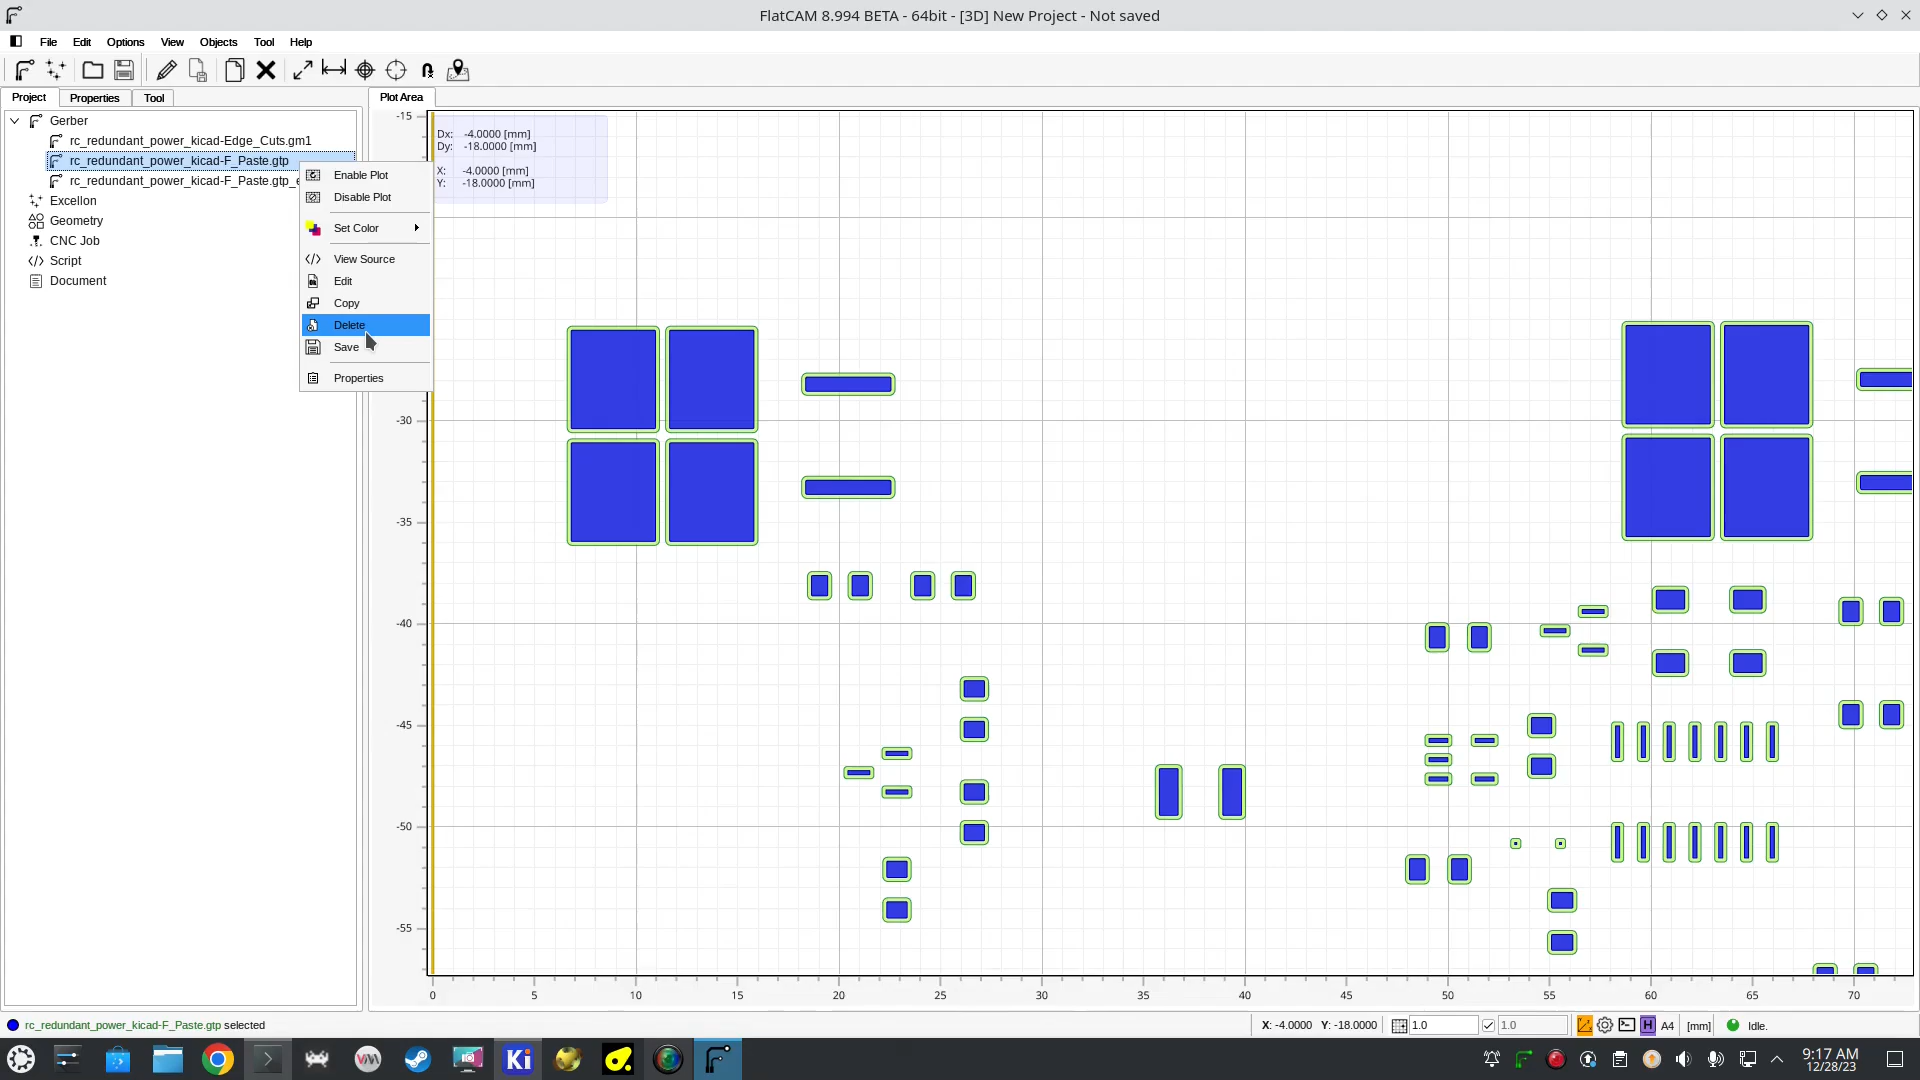 FlatCAM 8.994 BETA - 64bit - [3D] New Project - Not saved
File Edit Options View Objects Tool Help
Project Properties Tool
Plot Area
Gerber
rc_redundant_power_kicad-Edge_Cuts.gm1
rc_redundant_power_kicad-F_Paste.gtp
rc_redundant_power_kicad-F_Paste.gtp_e
Excellon
Geometry
CNC Job
Script
Document
Enable Plot
Disable Plot
Set Color
View Source
Edit
Copy
Delete
Save
Properties
Dx: -4.0000 [mm]
Dy: -18.0000 [mm]
X: -4.0000 [mm]
Y: -18.0000 [mm]
-15
-30
-35
-40
-45
-50
-55
0 5 10 15 20 25 30 35 40 45 50 55 60 65 70
rc_redundant_power_kicad-F_Paste.gtp selected
X: -4.0000 Y: -18.0000 1.0 1.0 H A4 [mm] Idle.
VMM
Ki
9:17 AM
12/28/23